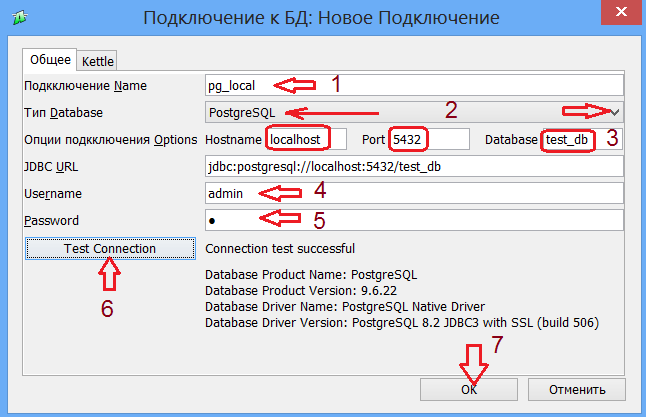 Подключение к БД: Новое Подключение
Общее Kettle
Подкключение Name pg_local 1
Тип Database PostgreSQL 2
Опции подкключения Options Hostname localhost Port 5432 Database test_db 3
JDBC URL jdbc:postgresql://localhost:5432/test_db
Username admin 4
Password ● 5
Test Connection Connection test successful
6
Database Product Name: PostgreSQL
Database Product Version: 9.6.22
Database Driver Name: PostgreSQL Native Driver
Database Driver Version: PostgreSQL 8.2 JDBC3 with SSL (build 506)
7
OK Отменить